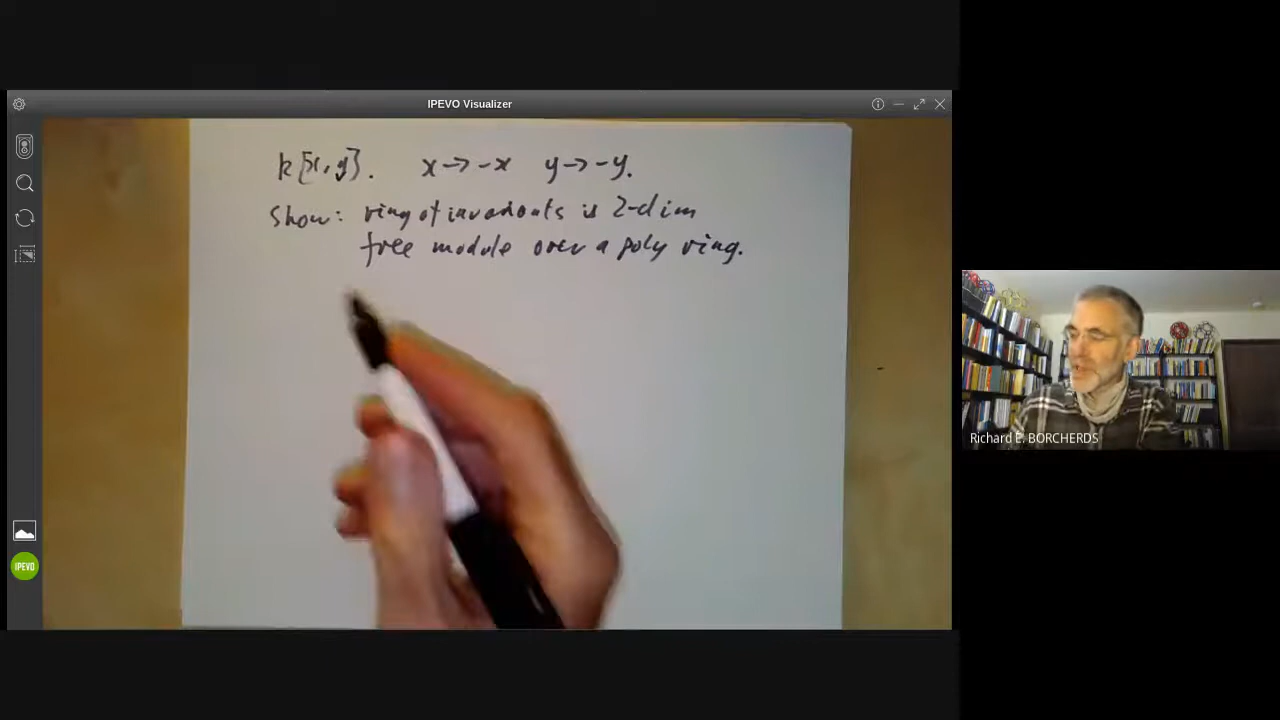 IPEVO Visualizer
k[x,y]. x→-x y→-y.
Show: ring of invariants is 2-dim
free module over a poly ring.
Richard E. BORCHERDS
IPEVO